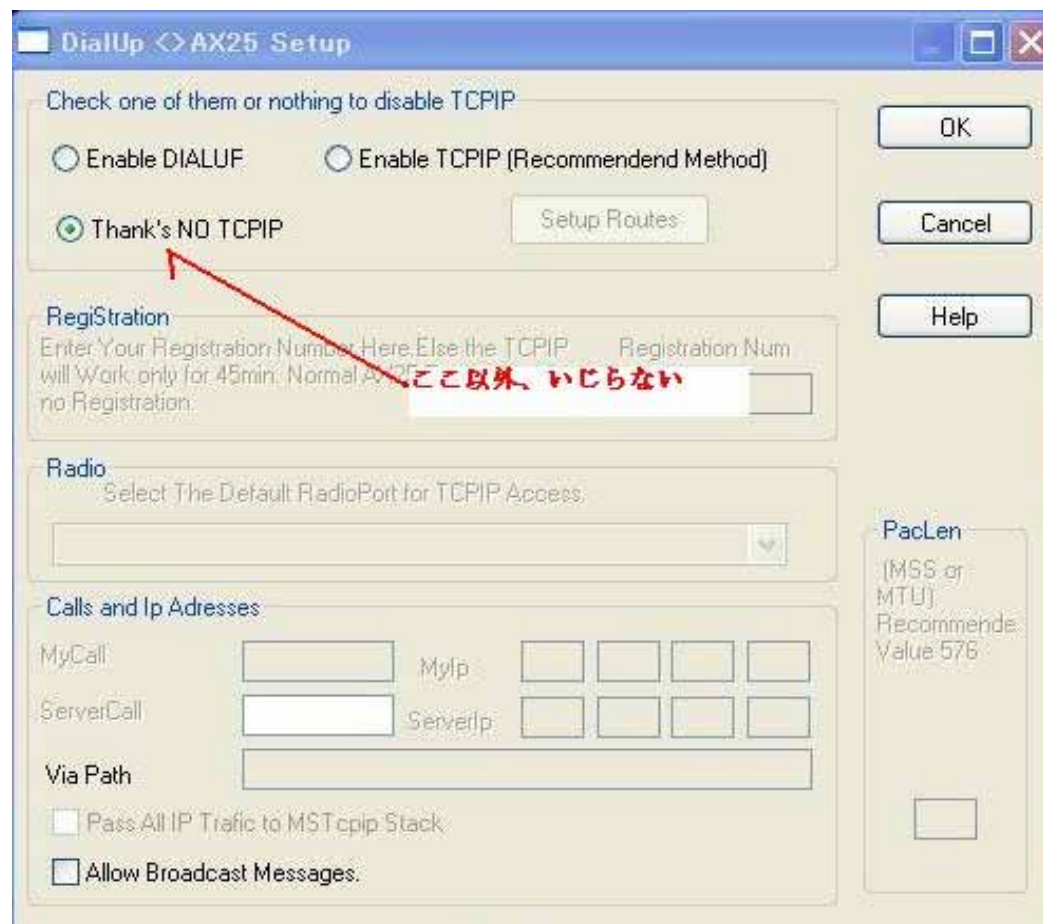 DialUp <>AX25 Setup
Check one of them or nothing to disable TCPIP
Enable DIALUF
Enable TCPIP (Recommendend Method)
Thank's NO TCPIP
Setup Routes
OK
Cancel
Help
RegiStration
Enter Your Registration Number Here.Else the TCPIP
will Work only for 45min. Normal
no Registration.
Registration Num
ここ以外、いじらない
Radio
Select The Default RadioPort for TCPIP Access.
PacLen
(MSS or
MTU)
Recommende
Value 576
Calls and Ip Adresses
MyCall
MyIp
ServerCall
ServerIp
Via Path
Pass All IP Trafic to MSTcpip Stack
Allow Broadcast Messages.